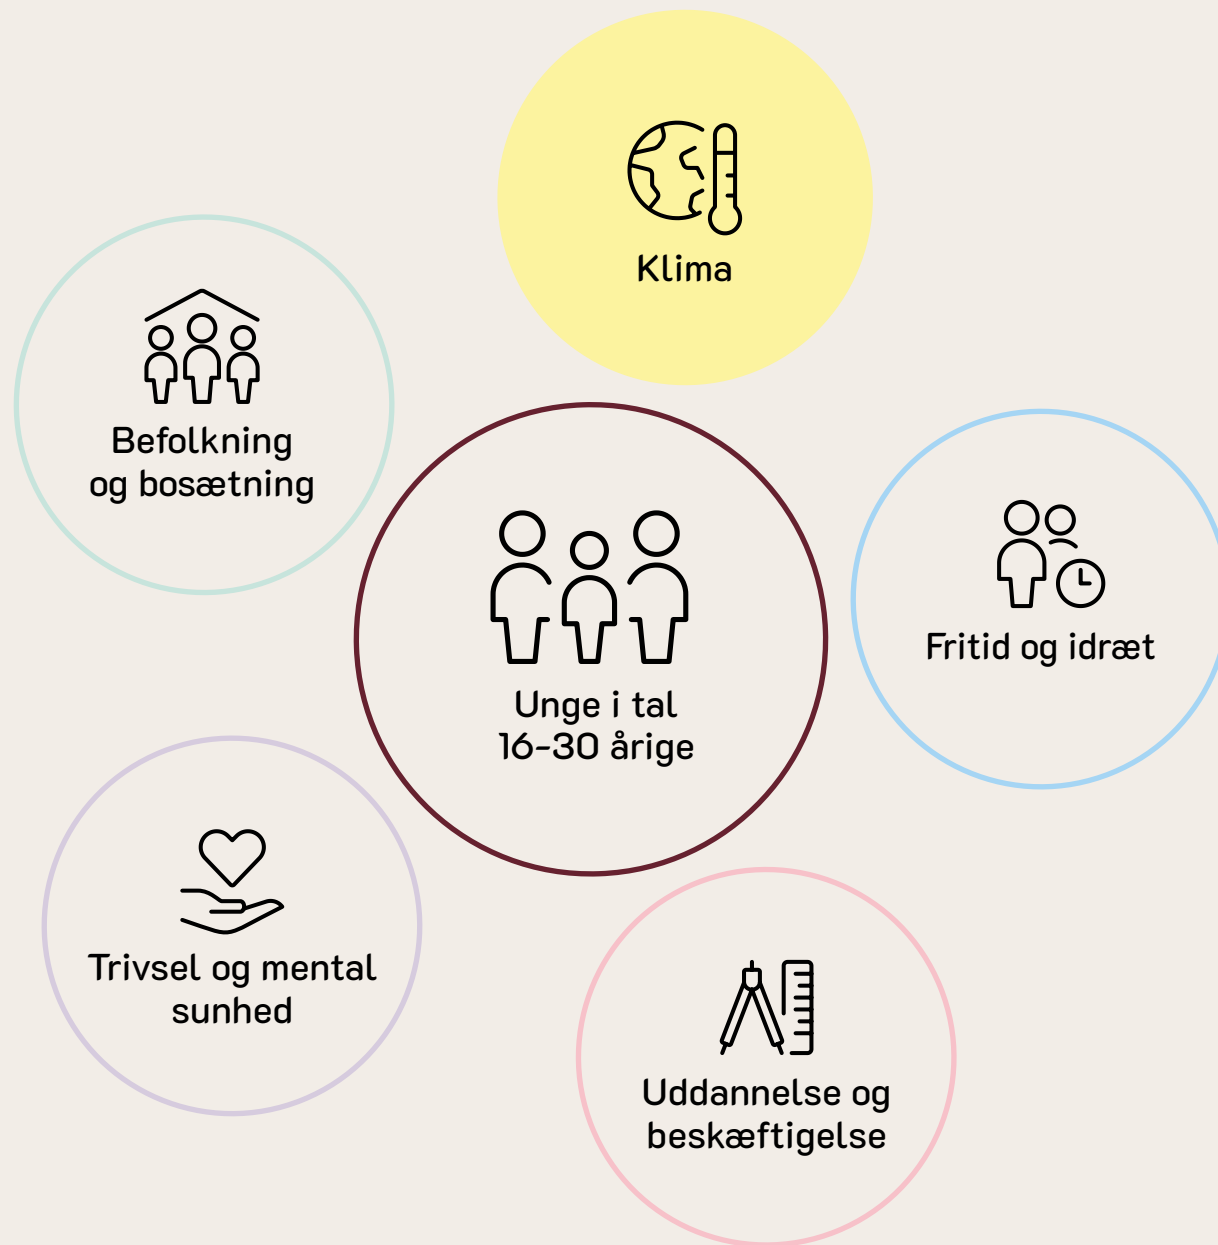 Klima
Befolkning
og bosætning
Unge i tal
16-30 årige
Fritid og idræt
Trivsel og mental
sunhed
Uddannelse og
beskæftigelse